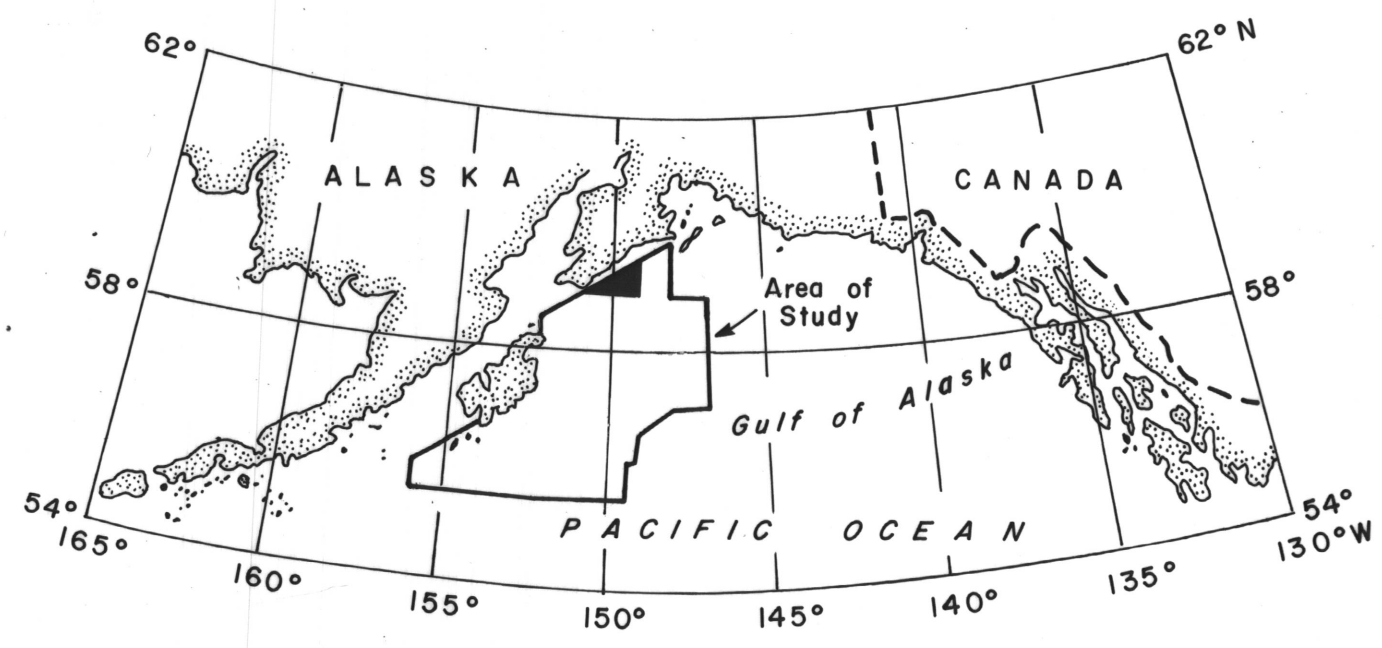 62°
62° N
ALASKA
CANADA
58°
58°
Area of
Study
Gulf of Alaska
54°
54°
PACIFIC OCEAN
165°
130°W
160°
135°
155°
140°
150°
145°